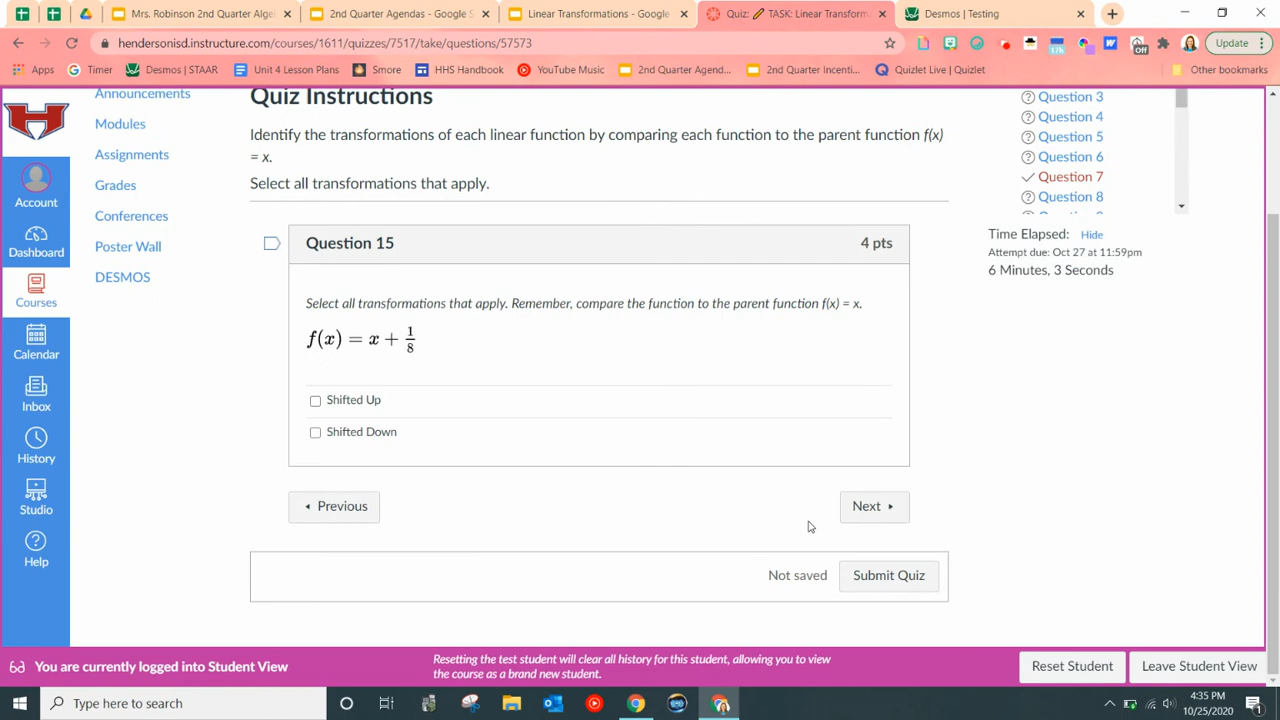 Mrs. Robinson 2nd Quarter Alge
2nd Quarter Agendas - Google S
Linear Transformations - Google
Quiz: 🖍 TASK: Linear Transform
Desmos | Testing
hendersonisd.instructure.com/courses/1611/quizzes/7517/take/questions/57573
17k
Off
Update
Apps
Timer
Desmos | STAAR
Unit 4 Lesson Plans
Smore
HHS Handbook
YouTube Music
2nd Quarter Agend...
2nd Quarter Incenti...
Quizlet Live | Quizlet
Other bookmarks
Account
Dashboard
Courses
Calendar
Inbox
History
Studio
Help
Announcements
Modules
Assignments
Grades
Conferences
Poster Wall
DESMOS
Quiz Instructions
Identify the transformations of each linear function by comparing each function to the parent function f(x)
= x.
Select all transformations that apply.
Question 15
4 pts
Select all transformations that apply. Remember, compare the function to the parent function f(x) = x.
f(x) = x + 1/8
Shifted Up
Shifted Down
Previous
Next
Not saved
Submit Quiz
Question 3
Question 4
Question 5
Question 6
Question 7
Question 8
Time Elapsed: Hide
Attempt due: Oct 27 at 11:59pm
6 Minutes, 3 Seconds
You are currently logged into Student View
Resetting the test student will clear all history for this student, allowing you to view
the course as a brand new student.
Reset Student
Leave Student View
Type here to search
4:35 PM
10/25/2020
1